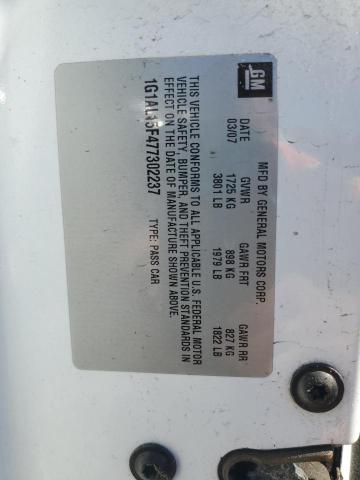 GM
MFD BY GENERAL MOTORS CORP.
DATE GVWR GAWR FRT GAWR RR
03/07 1725 KG 898 KG 827 KG
3801 LB 1979 LB 1822 LB
THIS VEHICLE CONFORMS TO ALL APPLICABLE U.S. FEDERAL MOTOR
VEHICLE SAFETY, BUMPER, AND THEFT PREVENTION STANDARDS IN
EFFECT ON THE DATE OF MANUFACTURE SHOWN ABOVE.
1G1AL15F477302237 TYPE: PASS CAR